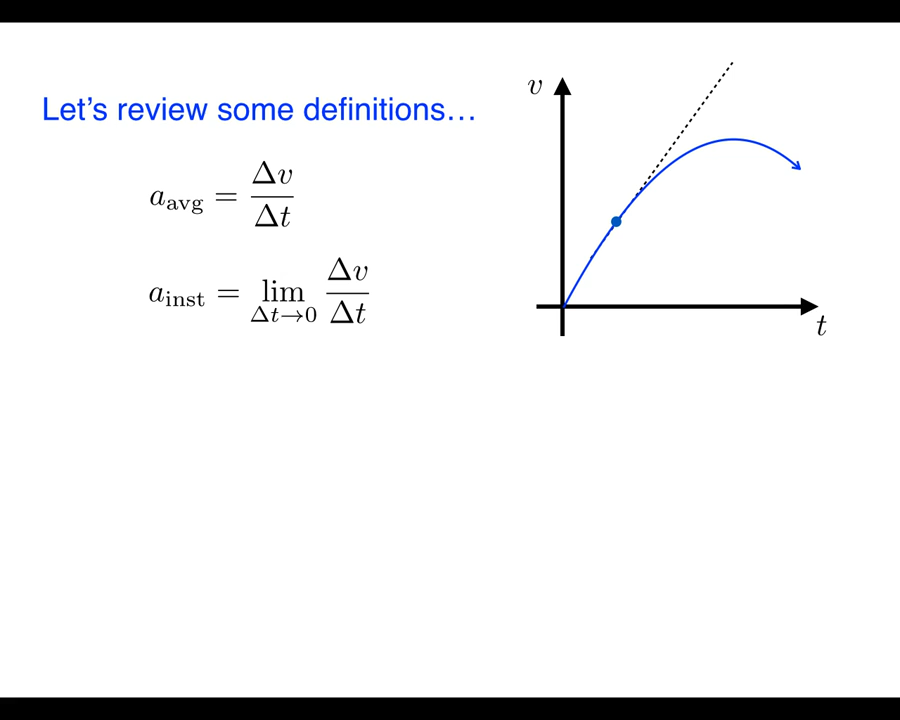 Let's review some definitions…
a_avg = Δv/Δt
a_inst = lim_{Δt→0} Δv/Δt
v
t